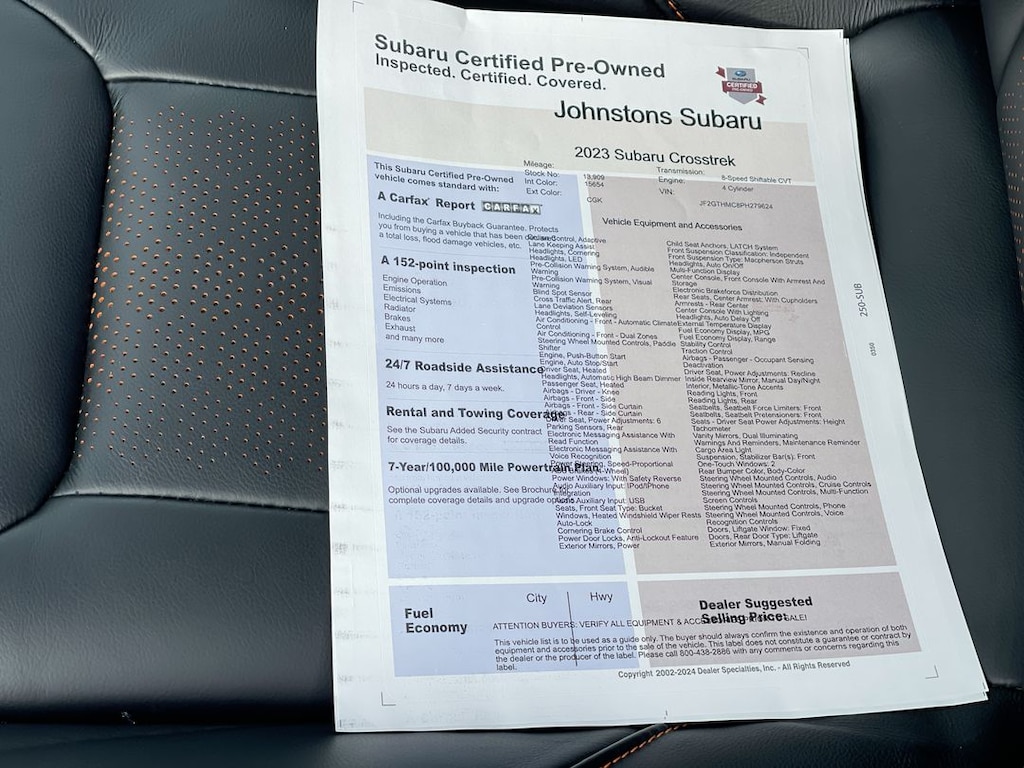 Subaru Certified Pre-Owned
Inspected. Certified. Covered.
SUBARU
CERTIFIED
PRE-OWNED
Johnstons Subaru
2023 Subaru Crosstrek
This Subaru Certified Pre-Owned
vehicle comes standard with:
Mileage: 13,909
Stock No: 15654
Int Color:
Ext Color: CGK
Transmission: 8-Speed Shiftable CVT
Engine: 4 Cylinder
VIN: JF2GTHMC8PH279624
A Carfax Report CARFAX
Including the Carfax Buyback Guarantee. Protects
you from buying a vehicle that has been
a total loss, flood damage vehicles, etc.
A 152-point inspection
Engine Operation
Emissions
Electrical Systems
Radiator
Brakes
Exhaust
and many more
24/7 Roadside Assistance
24 hours a day, 7 days a week.
Rental and Towing Coverage
See the Subaru Added Security contract
for coverage details.
7-Year/100,000 Mile Powertrain Plan
Optional upgrades available. See Brochure for
complete coverage details and upgrade options
Vehicle Equipment and Accessories
Cruise Control, Adaptive
Lane Keeping Assist
Headlights, Cornering
Headlights, LED
Pre-Collision Warning System, Audible
Warning
Pre-Collision Warning System, Visual
Warning
Blind Spot Sensor
Cross Traffic Alert, Rear
Lane Deviation Sensors
Headlights, Self-Leveling
Air Conditioning - Front - Automatic Climate
Control
Air Conditioning - Front - Dual Zones
Steering Wheel Mounted Controls, Paddle
Shifter
Engine, Push-Button Start
Engine, Auto Stop/Start
Driver Seat, Heated
Headlights, Automatic High Beam Dimmer
Passenger Seat, Heated
Airbags - Driver - Knee
Airbags - Front - Side
Airbags - Front - Side Curtain
Airbags - Rear - Side Curtain
Driver Seat, Power Adjustments: 6
Parking Sensors, Rear
Electronic Messaging Assistance With
Read Function
Electronic Messaging Assistance With
Voice Recognition
Power Steering, Speed-Proportional
ABS Brakes (4-Wheel)
Power Windows: With Safety Reverse
Audio Auxiliary Input: IPod/IPhone
Integration
Audio Auxiliary Input: USB
Seats, Front Seat Type: Bucket
Windows, Heated Windshield Wiper Rests
Auto-Lock
Cornering Brake Control
Power Door Locks, Anti-Lockout Feature
Exterior Mirrors, Power
Child Seat Anchors, LATCH System
Front Suspension Classification: Independent
Front Suspension Type: Macpherson Struts
Headlights, Auto On/Off
Multi-Function Display
Center Console, Front Console With Armrest And
Storage
Electronic Brakeforce Distribution
Rear Seats, Center Armrest; With Cupholders
Armrests - Rear Center
Center Console With Lighting
Headlights, Auto Delay Off
External Temperature Display
Fuel Economy Display, MPG
Fuel Economy Display, Range
Stability Control
Traction Control
Airbags - Passenger - Occupant Sensing
Deactivation
Driver Seat, Power Adjustments: Recline
Inside Rearview Mirror, Manual Day/Night
Interior, Metallic-Tone Accents
Reading Lights, Front
Reading Lights, Rear
Seatbelts, Seatbelt Force Limiters: Front
Seatbelts, Seatbelt Pretensioners: Front
Seats - Driver Seat Power Adjustments: Height
Tachometer
Vanity Mirrors, Dual Illuminating
Warnings And Reminders, Maintenance Reminder
Cargo Area Light
Suspension, Stabilizer Bar(s): Front
One-Touch Windows: 2
Rear Bumper Color, Body-Color
Steering Wheel Mounted Controls, Audio
Steering Wheel Mounted Controls, Cruise Controls
Steering Wheel Mounted Controls, Multi-Function
Screen Controls
Steering Wheel Mounted Controls, Phone
Steering Wheel Mounted Controls, Voice
Recognition Controls
Doors, Liftgate Window: Fixed
Doors, Rear Door Type: Liftgate
Exterior Mirrors, Manual Folding
250-SUB
Fuel
Economy
City Hwy
Dealer Suggested
Selling Price:
ATTENTION BUYERS: VERIFY ALL EQUIPMENT & SALE!
This vehicle list is to be used as a guide only. The buyer should always confirm the existence and operation of both
equipment and accessories prior to the sale of the vehicle. This label does not constitute a guarantee or contract by
the dealer or the producer of the label. Please call 800-438-2886 with any comments or concerns regarding this
label.
Copyright 2002-2024 Dealer Specialties, Inc. - All Rights Reserved